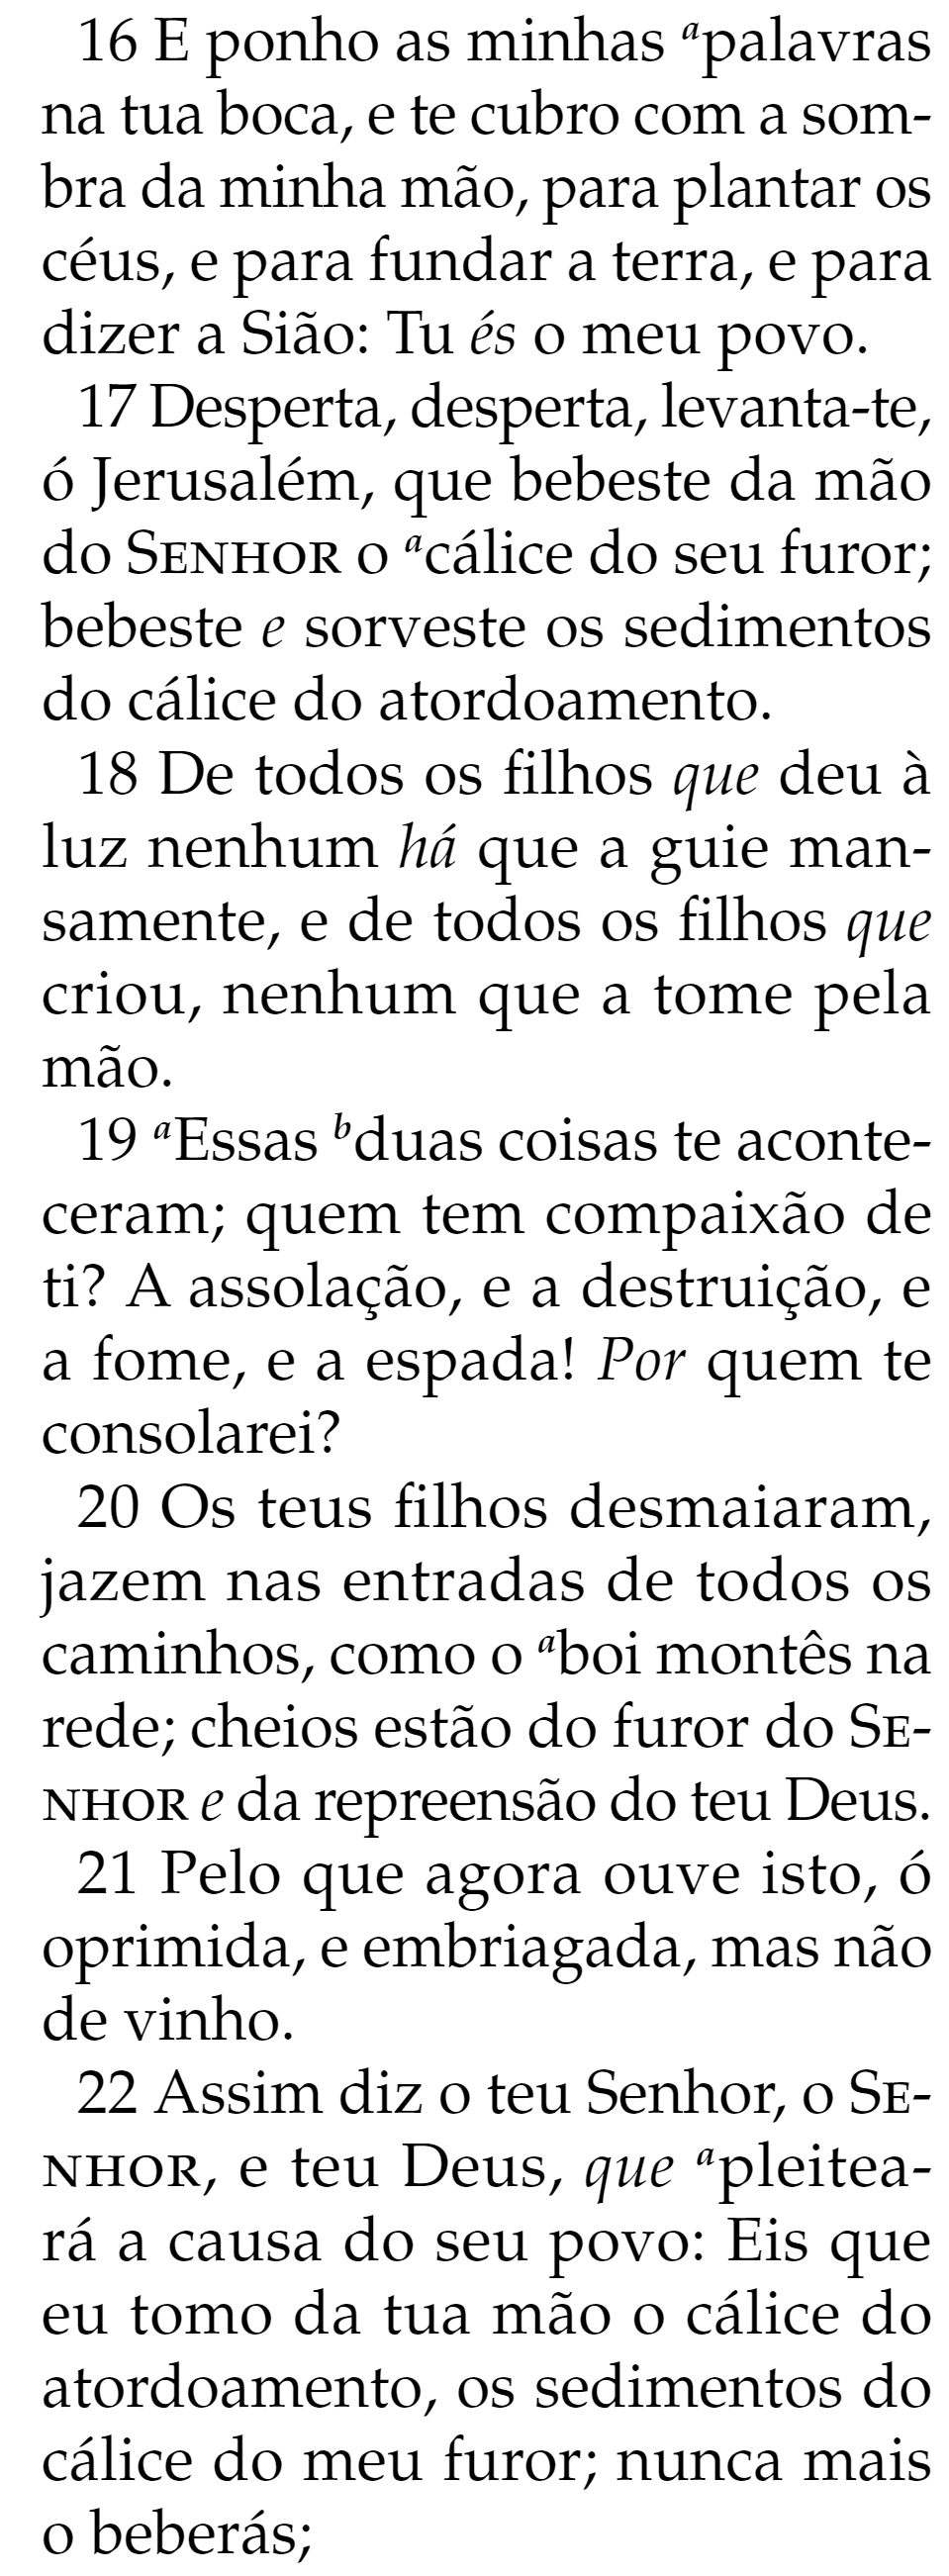 16 E ponho as minhas ᵃpalavras
na tua boca, e te cubro com a som-
bra da minha mão, para plantar os
céus, e para fundar a terra, e para
dizer a Sião: Tu és o meu povo.
17 Desperta, desperta, levanta-te,
ó Jerusalém, que bebeste da mão
do SENHOR o ᵃcálice do seu furor;
bebeste e sorveste os sedimentos
do cálice do atordoamento.
18 De todos os filhos que deu à
luz nenhum há que a guie man-
samente, e de todos os filhos que
criou, nenhum que a tome pela
mão.
19 ᵃEssas ᵇduas coisas te aconte-
ceram; quem tem compaixão de
ti? A assolação, e a destruição, e
a fome, e a espada! Por quem te
consolarei?
20 Os teus filhos desmaiaram,
jazem nas entradas de todos os
caminhos, como o ᵃboi montês na
rede; cheios estão do furor do SE-
NHOR e da repreensão do teu Deus.
21 Pelo que agora ouve isto, ó
oprimida, e embriagada, mas não
de vinho.
22 Assim diz o teu Senhor, o SE-
NHOR, e teu Deus, que ᵃpleitea-
rá a causa do seu povo: Eis que
eu tomo da tua mão o cálice do
atordoamento, os sedimentos do
cálice do meu furor; nunca mais
o beberás;